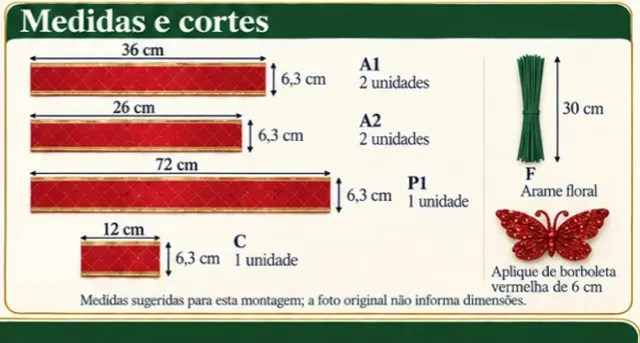 Medidas e cortes
36 cm
6,3 cm
A1
2 unidades
26 cm
6,3 cm
A2
2 unidades
72 cm
6,3 cm
P1
1 unidade
12 cm
6,3 cm
C
1 unidade
30 cm
F
Arame floral
Aplique de borboleta
vermelha de 6 cm
Medidas sugeridas para esta montagem; a foto original não informa dimensões.